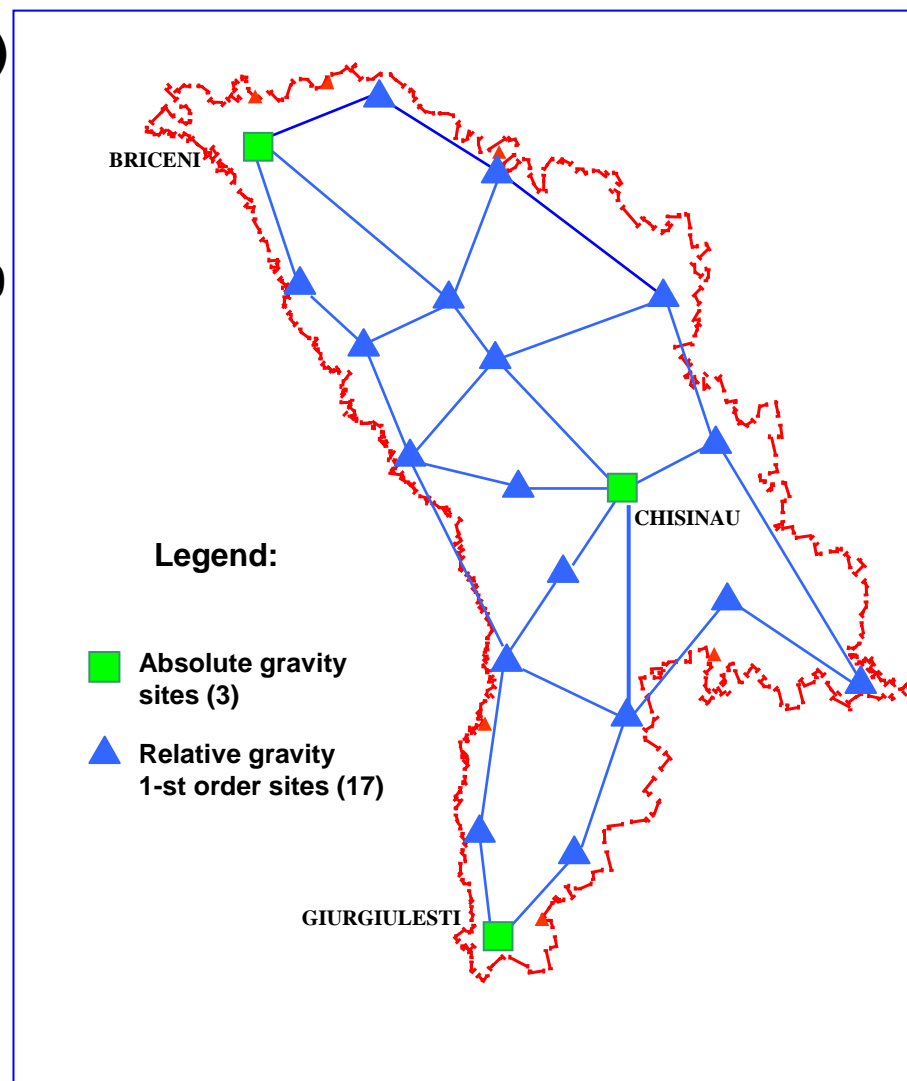 BRICENI
CHISINAU
Legend:
Absolute gravity
sites (3)
Relative gravity
1-st order sites (17)
GIURGIULESTI